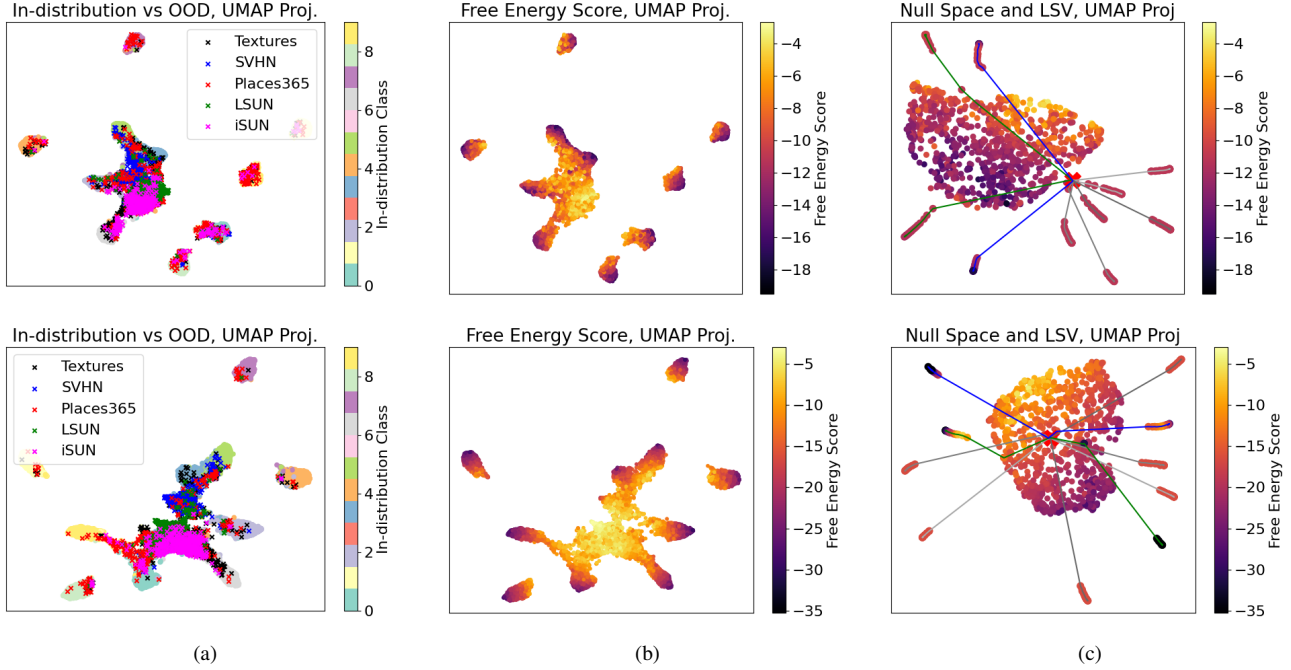 In-distribution vs OOD, UMAP Proj.
Textures
SVHN
Places365
LSUN
iSUN
8
6
4
2
0
In-distribution Class
Free Energy Score, UMAP Proj.
−4
−6
−8
−10
−12
−14
−16
−18
Free Energy Score
Null Space and LSV, UMAP Proj
−4
−6
−8
−10
−12
−14
−16
−18
Free Energy Score
In-distribution vs OOD, UMAP Proj.
Textures
SVHN
Places365
LSUN
iSUN
8
6
4
2
0
In-distribution Class
Free Energy Score, UMAP Proj.
−5
−10
−15
−20
−25
−30
−35
Free Energy Score
Null Space and LSV, UMAP Proj
−5
−10
−15
−20
−25
−30
−35
Free Energy Score
(a)
(b)
(c)